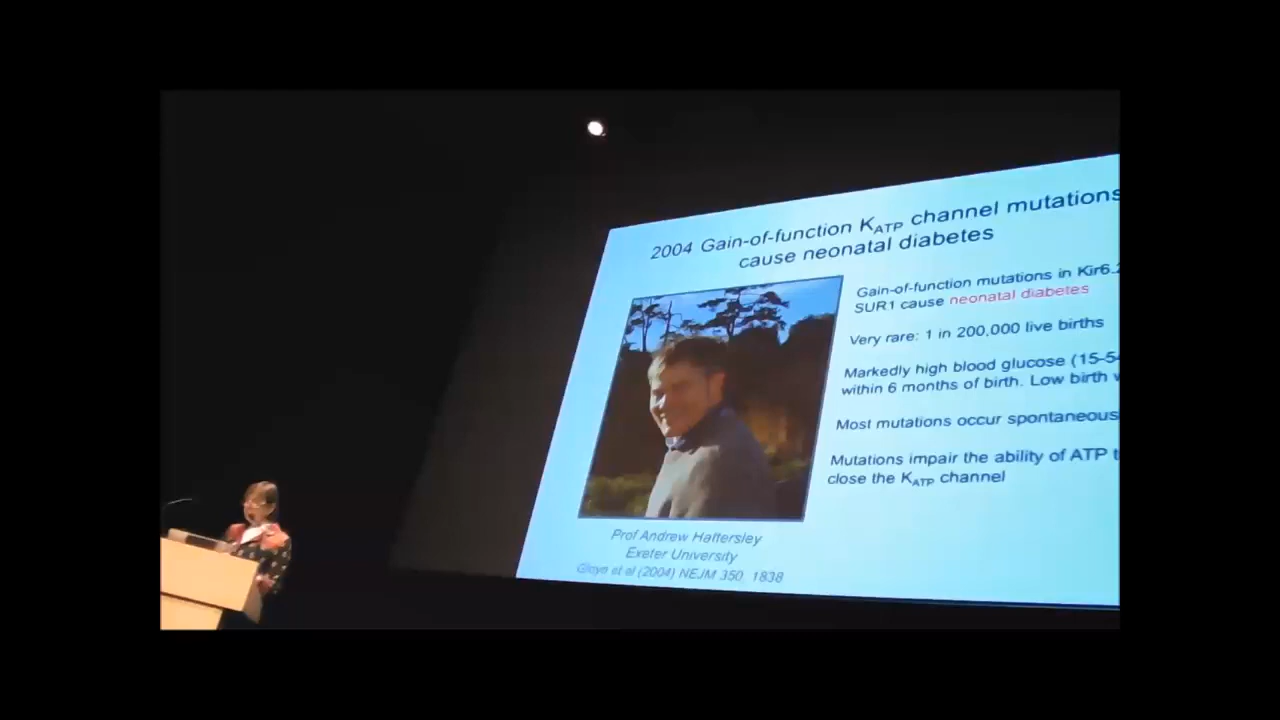 2004 Gain-of-function KATP channel mutations
cause neonatal diabetes
Gain-of-function mutations in Kir6.2
SUR1 cause neonatal diabetes
Very rare: 1 in 200,000 live births
Markedly high blood glucose (15-5
within 6 months of birth. Low birth
Most mutations occur spontaneous
Mutations impair the ability of ATP
close the KATP channel
Prof Andrew Hattersley
Exeter University
Gloyn et al (2004) NEJM 350, 1838